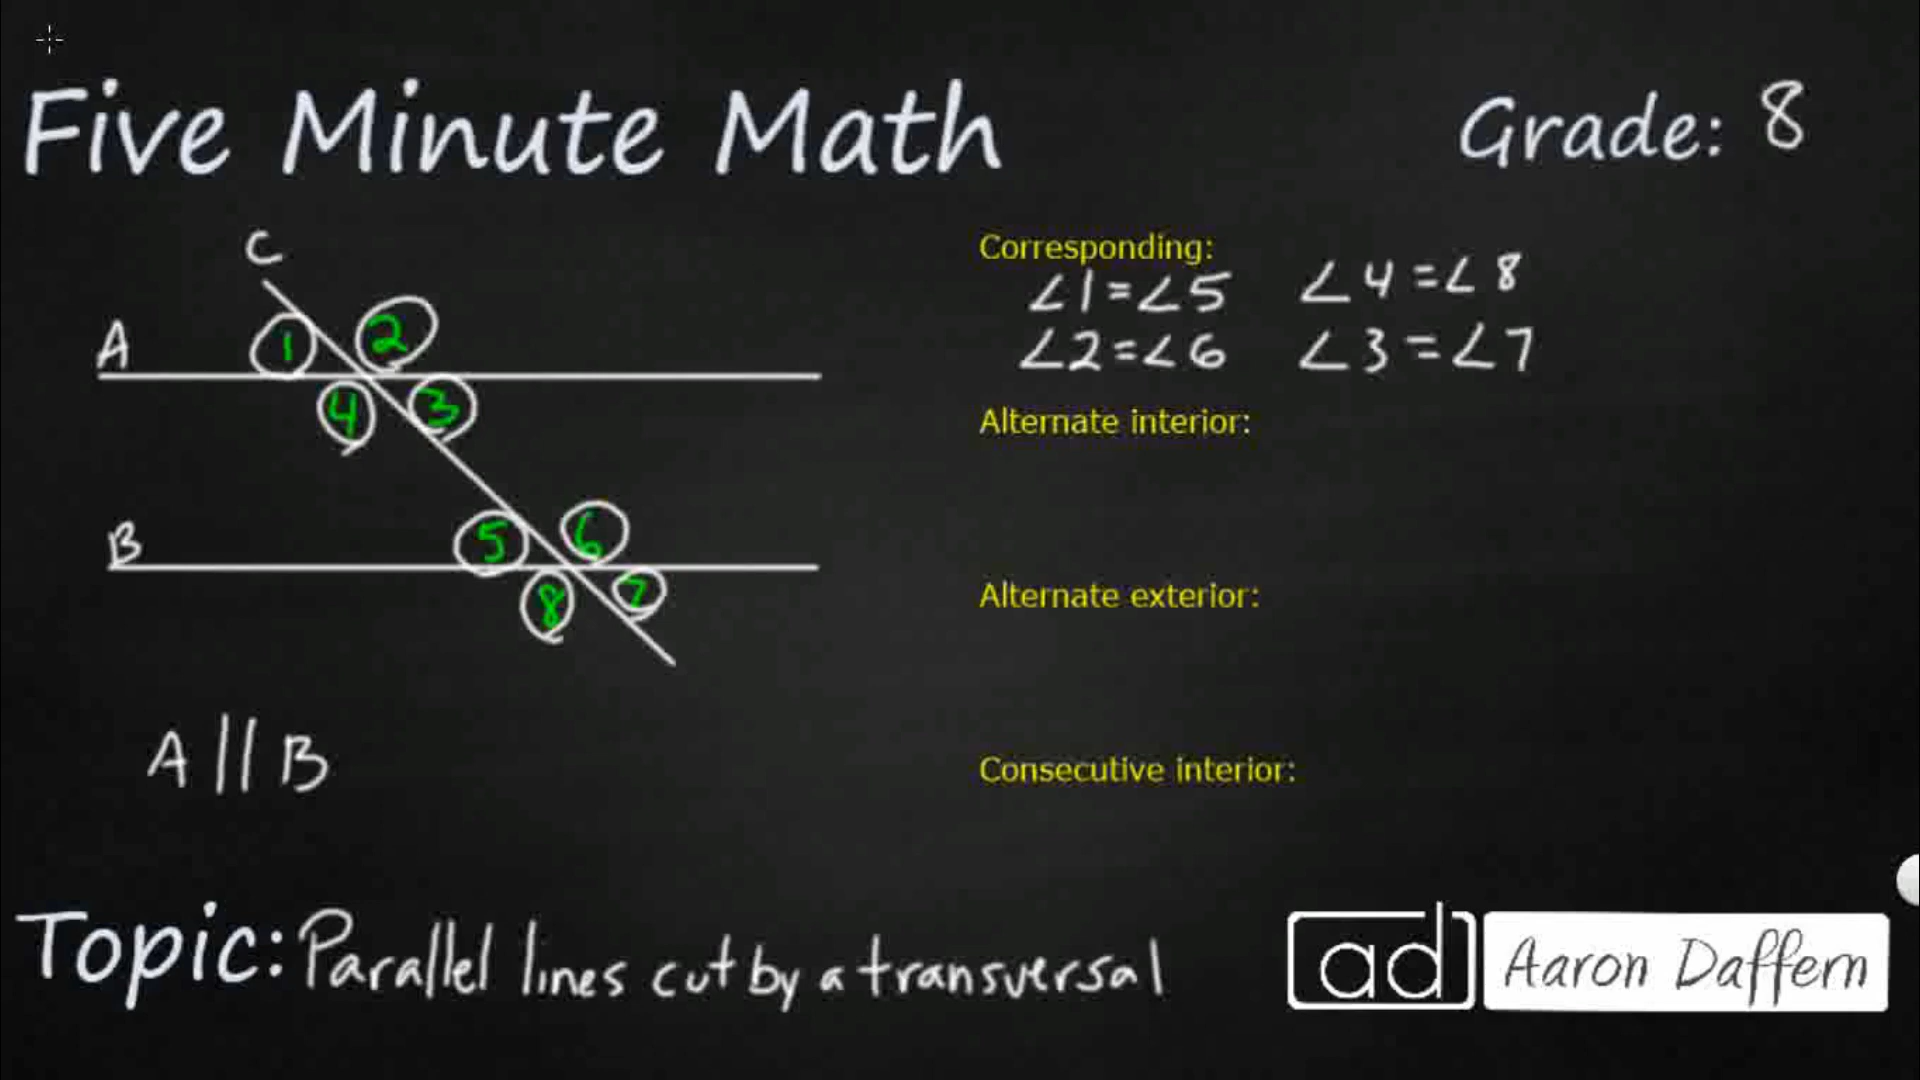 Five Minute Math
Grade: 8
C
A
1
2
4
3
B
5
6
8
7
A || B
Corresponding:
∠1=∠5 ∠4=∠8
∠2=∠6 ∠3=∠7
Alternate interior:
Alternate exterior:
Consecutive interior:
Topic: Parallel lines cut by a transversal
ad Aaron Daffern